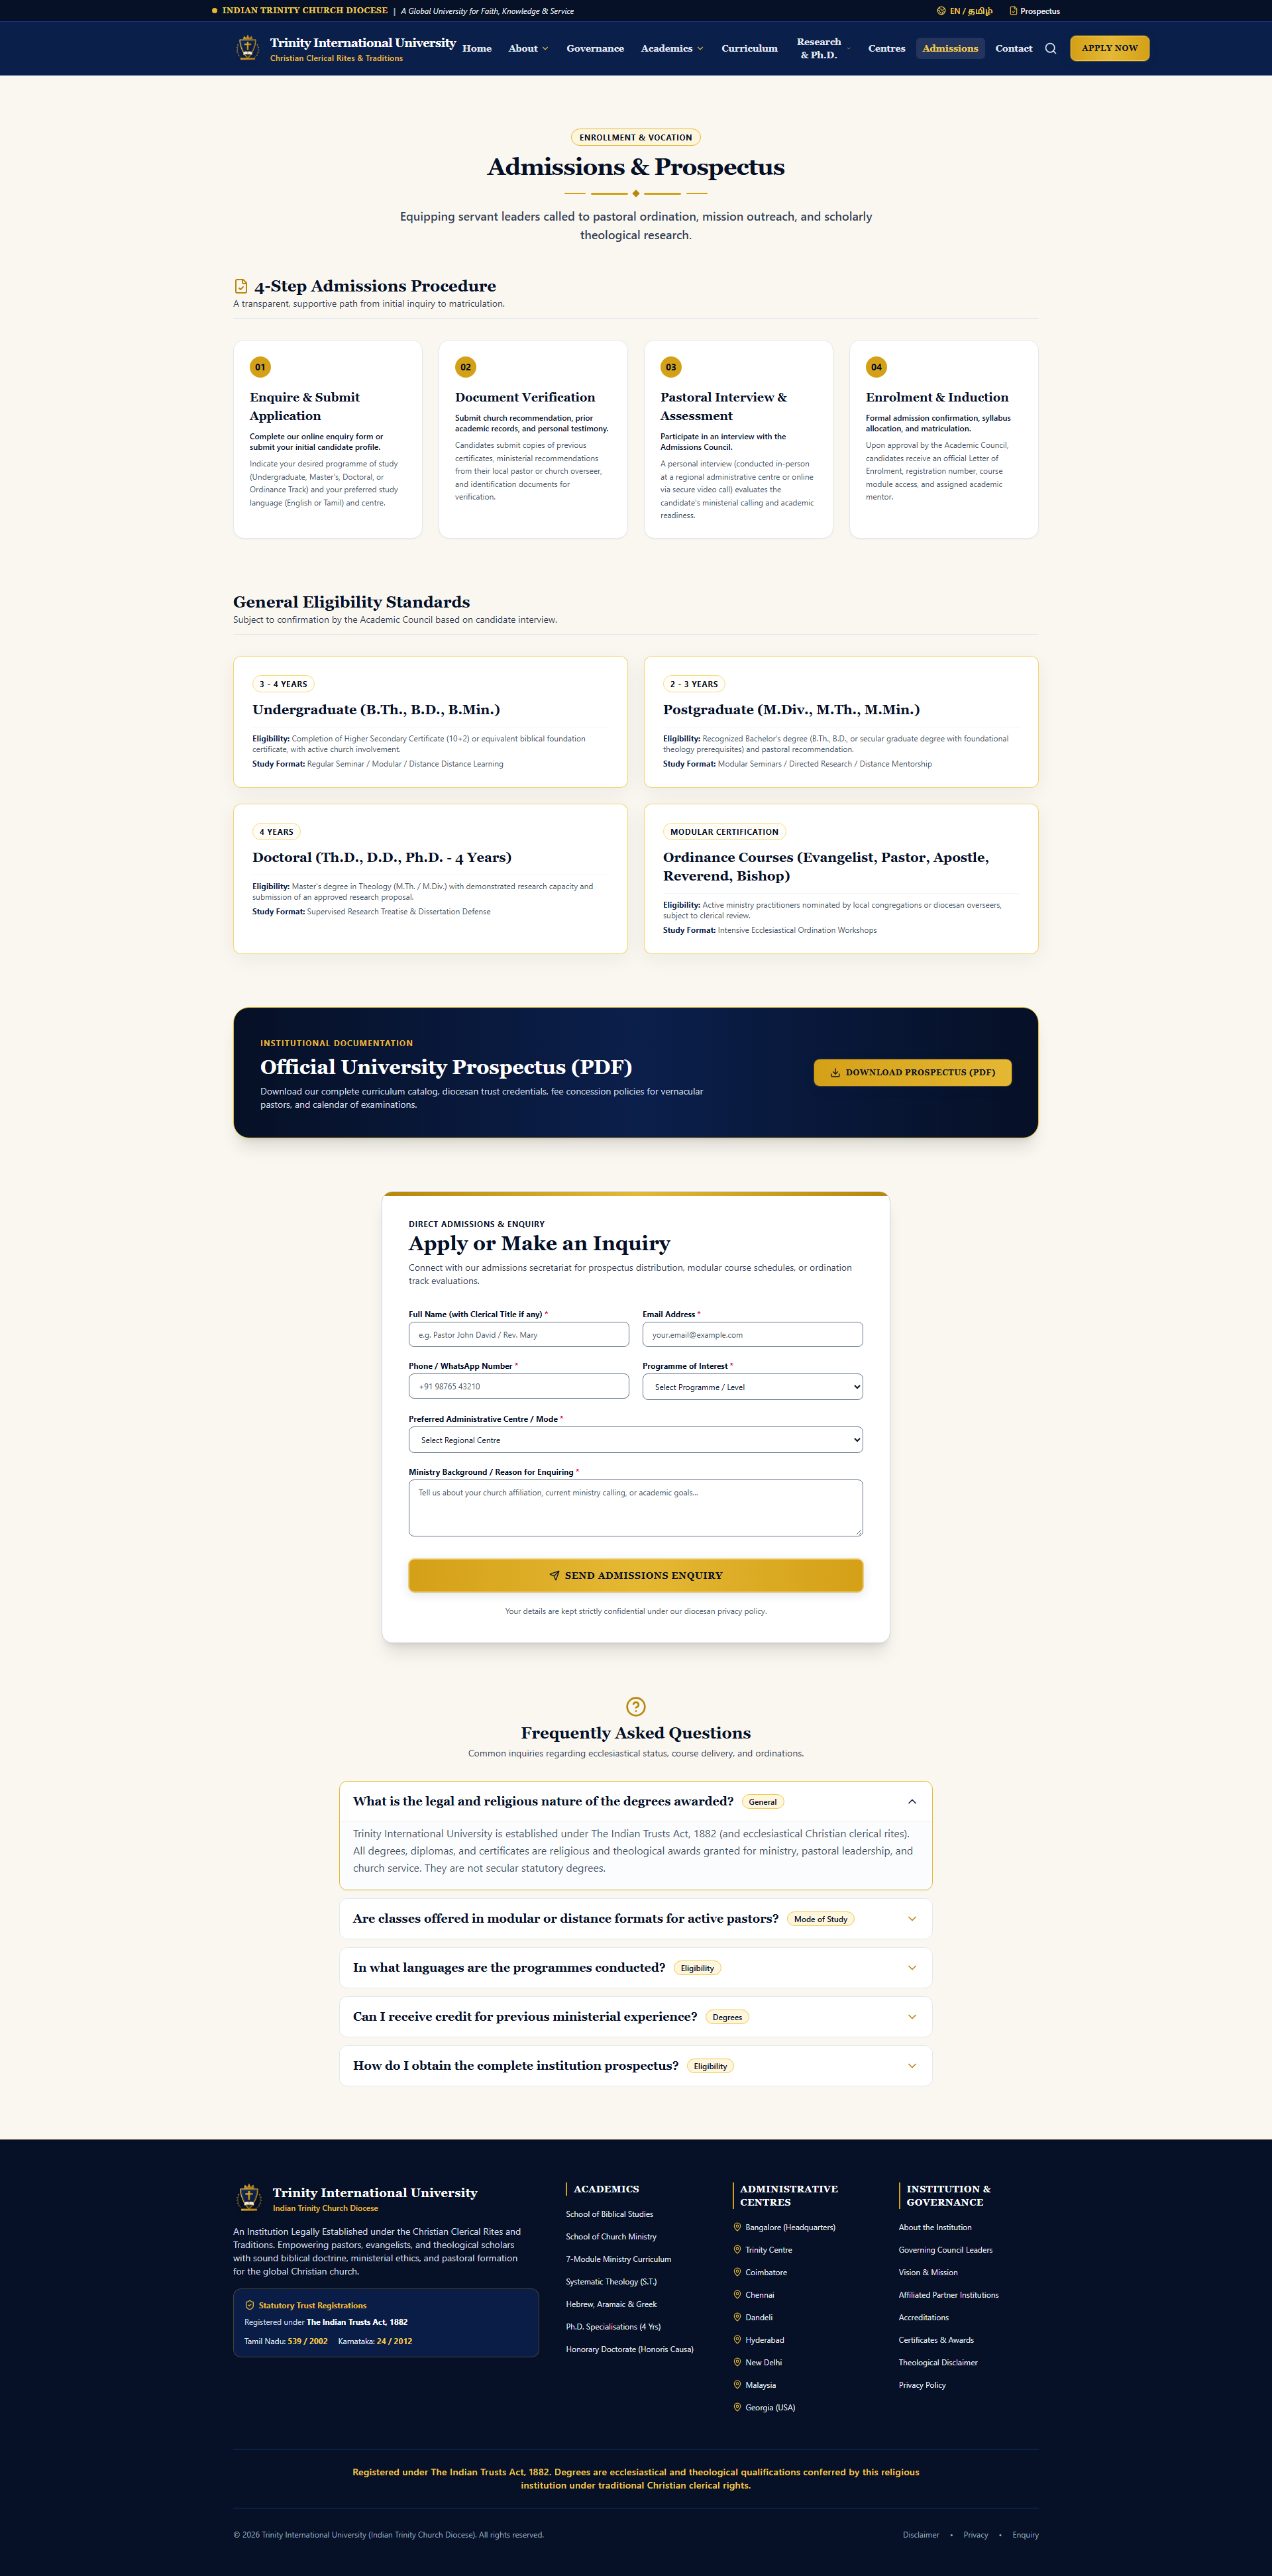 INDIAN TRINITY CHURCH DIOCESE | A Global University for Faith, Knowledge & Service
EN / தமிழ் Prospectus
Trinity International University
Christian Clerical Rites & Traditions
Home About Governance Academics Curriculum Research & Ph.D. Centres Admissions Contact APPLY NOW
ENROLLMENT & VOCATION
Admissions & Prospectus
Equipping servant leaders called to pastoral ordination, mission outreach, and scholarly
theological research.
4-Step Admissions Procedure
A transparent, supportive path from initial inquiry to matriculation.
01
Enquire & Submit
Application
Complete our online enquiry form or
submit your initial candidate profile.
Indicate your desired programme of study
(Undergraduate, Master's, Doctoral, or
Ordinance Track) and your preferred study
language (English or Tamil) and centre.
02
Document Verification
Submit church recommendation, prior
academic records, and personal testimony.
Candidates submit copies of previous
certificates, ministerial recommendations
from their local pastor or church overseer,
and identification documents for
verification.
03
Pastoral Interview &
Assessment
Participate in an interview with the
Admissions Council.
A personal interview (conducted in-person
at a regional administrative centre or online
via secure video call) evaluates the
candidate's ministerial calling and academic
readiness.
04
Enrolment & Induction
Formal admission confirmation, syllabus
allocation, and matriculation.
Upon approval by the Academic Council,
candidates receive an official Letter of
Enrolment, registration number, course
module access, and assigned academic
mentor.
General Eligibility Standards
Subject to confirmation by the Academic Council based on candidate interview.
3 - 4 YEARS
Undergraduate (B.Th., B.D., B.Min.)
Eligibility: Completion of Higher Secondary Certificate (10+2) or equivalent biblical foundation
certificate, with active church involvement.
Study Format: Regular Seminar / Modular / Distance Distance Learning
2 - 3 YEARS
Postgraduate (M.Div., M.Th., M.Min.)
Eligibility: Recognized Bachelor's degree (B.Th., B.D., or secular graduate degree with foundational
theology prerequisites) and pastoral recommendation.
Study Format: Modular Seminars / Directed Research / Distance Mentorship
4 YEARS
Doctoral (Th.D., D.D., Ph.D. - 4 Years)
Eligibility: Master's degree in Theology (M.Th. / M.Div.) with demonstrated research capacity and
submission of an approved research proposal.
Study Format: Supervised Research Treatise & Dissertation Defense
MODULAR CERTIFICATION
Ordinance Courses (Evangelist, Pastor, Apostle,
Reverend, Bishop)
Eligibility: Active ministry practitioners nominated by local congregations or diocesan overseers,
subject to clerical review.
Study Format: Intensive Ecclesiastical Ordination Workshops
INSTITUTIONAL DOCUMENTATION
Official University Prospectus (PDF)
Download our complete curriculum catalog, diocesan trust credentials, fee concession policies for vernacular
pastors, and calendar of examinations.
DOWNLOAD PROSPECTUS (PDF)
DIRECT ADMISSIONS & ENQUIRY
Apply or Make an Inquiry
Connect with our admissions secretariat for prospectus distribution, modular course schedules, or ordination
track evaluations.
Full Name (with Clerical Title if any) *
e.g. Pastor John David / Rev. Mary
Email Address *
your.email@example.com
Phone / WhatsApp Number *
+91 98765 43210
Programme of Interest *
Select Programme / Level
Preferred Administrative Centre / Mode *
Select Regional Centre
Ministry Background / Reason for Enquiring *
Tell us about your church affiliation, current ministry calling, or academic goals...
SEND ADMISSIONS ENQUIRY
Your details are kept strictly confidential under our diocesan privacy policy.
Frequently Asked Questions
Common inquiries regarding ecclesiastical status, course delivery, and ordinations.
What is the legal and religious nature of the degrees awarded? General
Trinity International University is established under The Indian Trusts Act, 1882 (and ecclesiastical Christian clerical rites).
All degrees, diplomas, and certificates are religious and theological awards granted for ministry, pastoral leadership, and
church service. They are not secular statutory degrees.
Are classes offered in modular or distance formats for active pastors? Mode of Study
In what languages are the programmes conducted? Eligibility
Can I receive credit for previous ministerial experience? Degrees
How do I obtain the complete institution prospectus? Eligibility
Trinity International University
Indian Trinity Church Diocese
An Institution Legally Established under the Christian Clerical Rites and
Traditions. Empowering pastors, evangelists, and theological scholars
with sound biblical doctrine, ministerial ethics, and pastoral formation
for the global Christian church.
Statutory Trust Registrations
Registered under The Indian Trusts Act, 1882
Tamil Nadu: 539 / 2002 Karnataka: 24 / 2012
ACADEMICS
School of Biblical Studies
School of Church Ministry
7-Module Ministry Curriculum
Systematic Theology (S.T.)
Hebrew, Aramaic & Greek
Ph.D. Specialisations (4 Yrs)
Honorary Doctorate (Honoris Causa)
ADMINISTRATIVE
CENTRES
Bangalore (Headquarters)
Trinity Centre
Coimbatore
Chennai
Dandeli
Hyderabad
New Delhi
Malaysia
Georgia (USA)
INSTITUTION &
GOVERNANCE
About the Institution
Governing Council Leaders
Vision & Mission
Affiliated Partner Institutions
Accreditations
Certificates & Awards
Theological Disclaimer
Privacy Policy
Registered under The Indian Trusts Act, 1882. Degrees are ecclesiastical and theological qualifications conferred by this religious
institution under traditional Christian clerical rights.
© 2026 Trinity International University (Indian Trinity Church Diocese). All rights reserved.
Disclaimer • Privacy • Enquiry